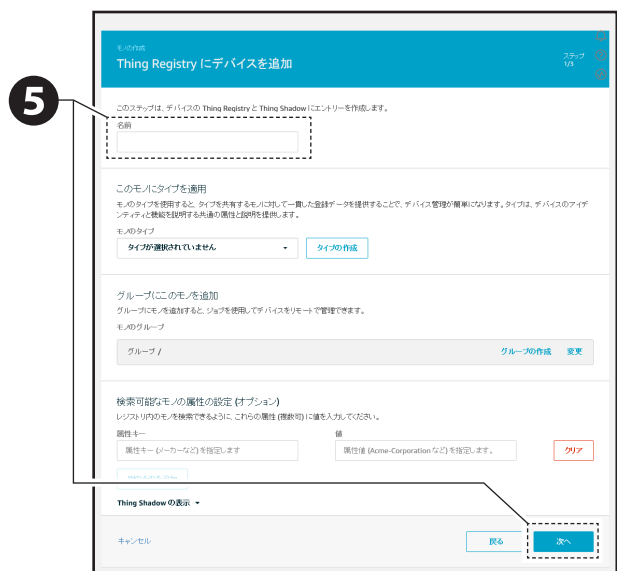 モノの作成
Thing Registry にデバイスを追加
ステップ
1/3
5
このステップは、デバイスの Thing Registry と Thing Shadow にエントリーを作成します。
名前
このモノにタイプを適用
モノのタイプを使用すると、タイプを共有するモノに対して一貫した登録データを提供することで、デバイス管理が簡単になります。タイプは、デバイスのアイデ
ンティティと機能を説明する共通の属性と説明を提供します。
モノのタイプ
タイプが選択されていません
タイプの作成
グループにこのモノを追加
グループにモノを追加すると、ジョブを使用してデバイスをリモートで管理できます。
モノのグループ
グループ /
グループの作成 変更
検索可能なモノの属性の設定 (オプション)
レジストリ内のモノを検索できるように、これらの属性 (複数可) に値を入力してください。
属性キー 値
属性キー (メーカーなど) を指定します 属性値 (Acme-Corporation など) を指定します。 クリア
Thing Shadow の表示
キャンセル 戻る 次へ